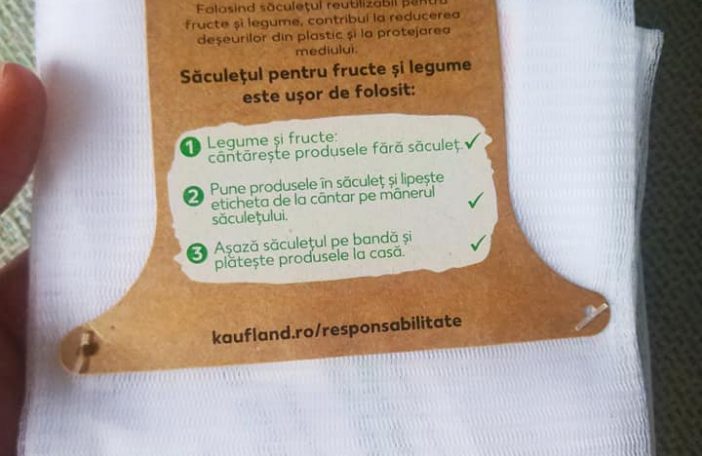 Folosind săculețul reutilizabil pentru
fructe și legume, contribui la reducerea
deșeurilor din plastic și la protejarea
mediului.
Săculețul pentru fructe și legume
este ușor de folosit:
1 Legume și fructe:
cântărește produsele fără săculeț.
2 Pune produsele în săculeț și lipește
eticheta de la cântar pe mânerul
săculețului.
3 Așază săculețul pe bandă și
plătește produsele la casă.
kaufland.ro/responsabilitate